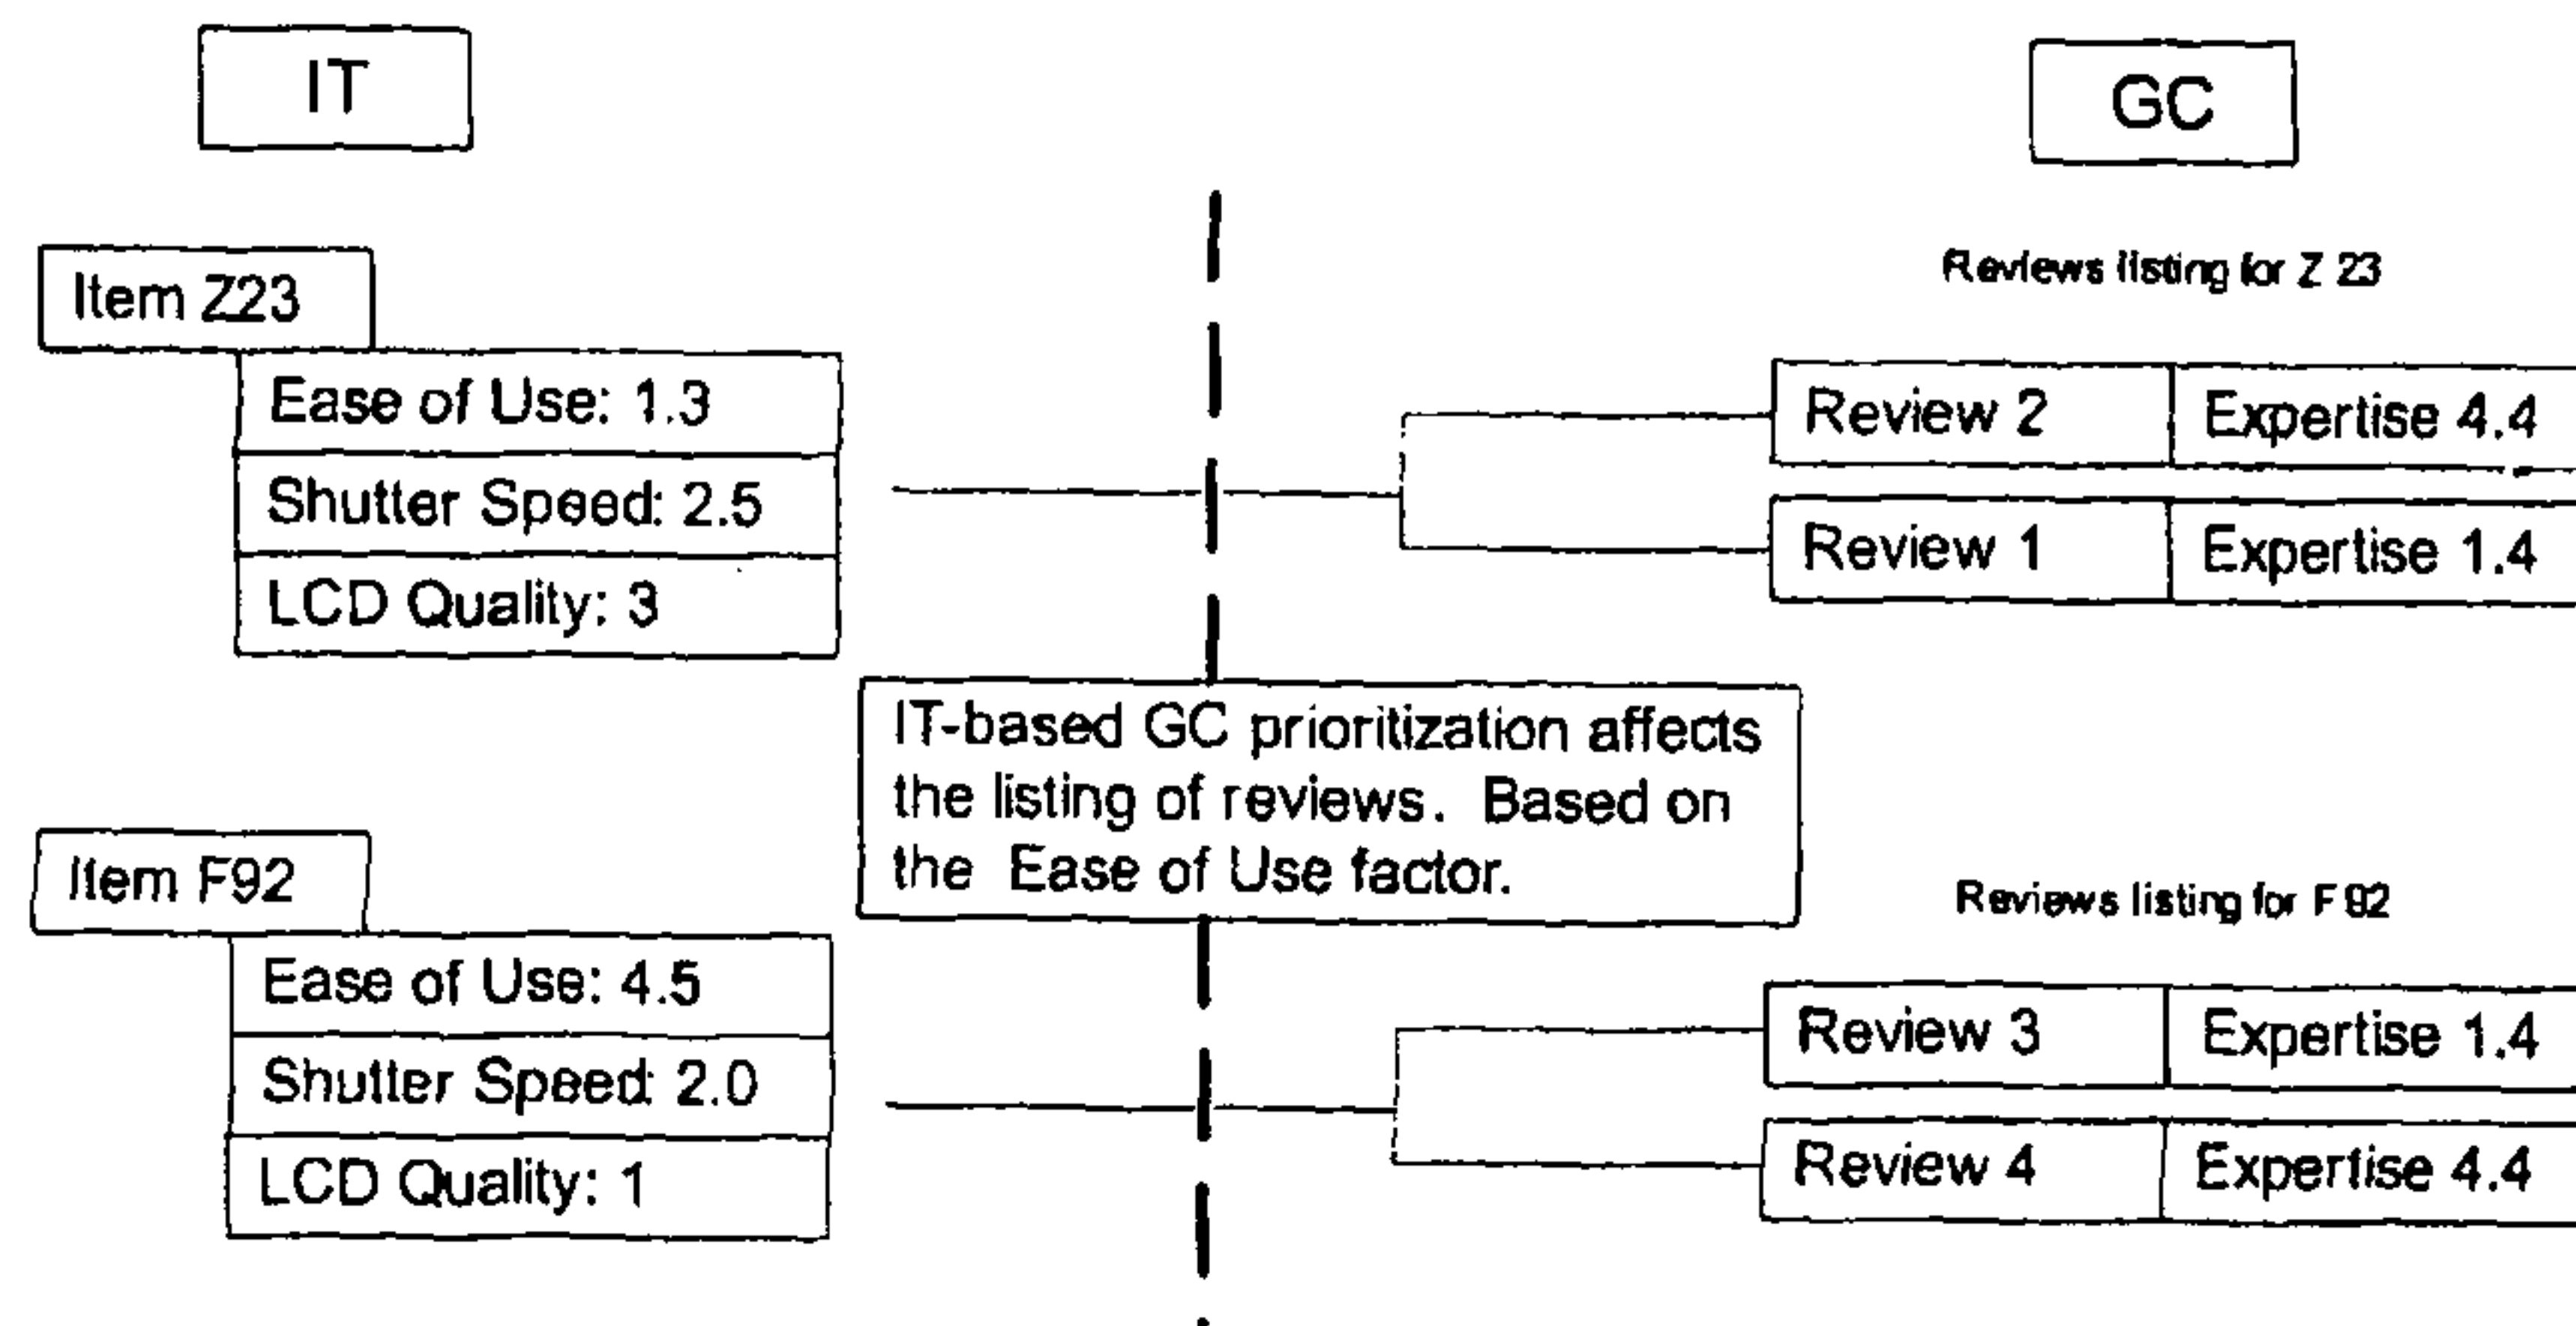 IT
GC
Item Z23
Ease of Use: 1.3
Shutter Speed: 2.5
LCD Quality: 3
Reviews listing for Z 23
Review 2 Expertise 4.4
Review 1 Expertise 1.4
IT-based GC prioritization affects
the listing of reviews. Based on
the Ease of Use factor.
Item F92
Ease of Use: 4.5
Shutter Speed: 2.0
LCD Quality: 1
Reviews listing for F 92
Review 3 Expertise 1.4
Review 4 Expertise 4.4